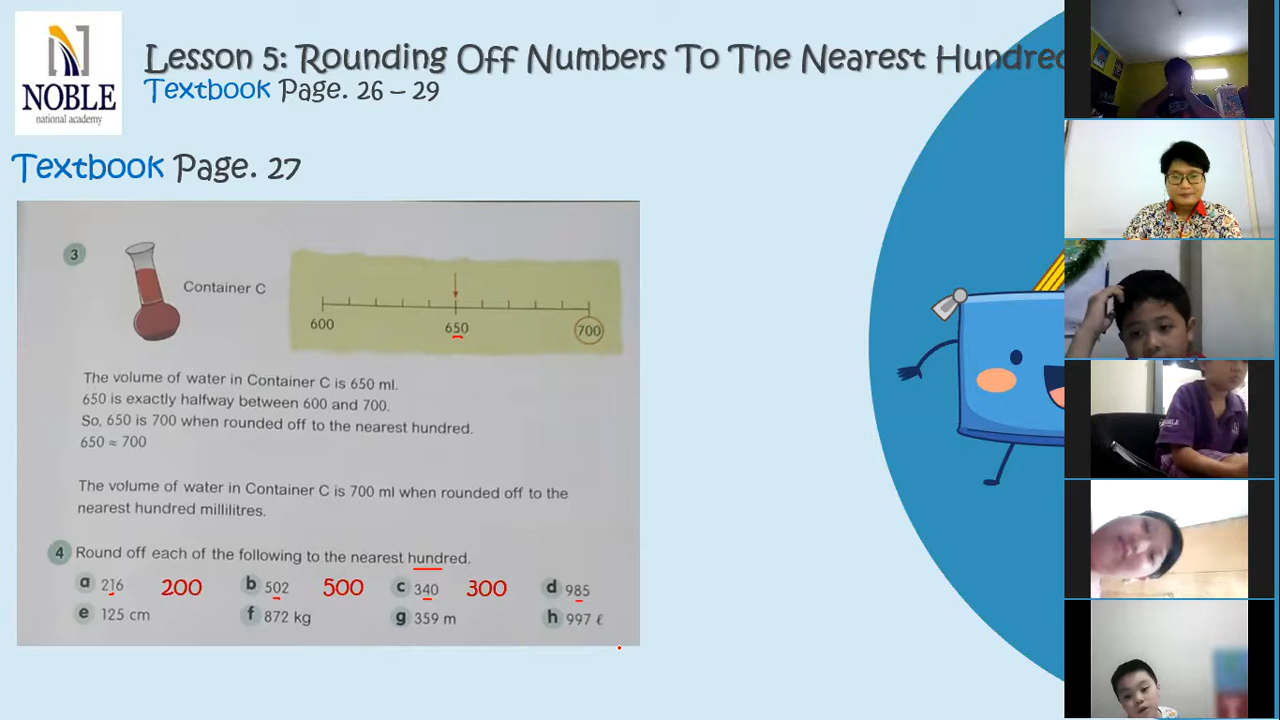 NOBLE
national academy
Lesson 5: Rounding Off Numbers To The Nearest Hundred
Textbook Page. 26 – 29
Textbook Page. 27
3
Container C
600 650 700
The volume of water in Container C is 650 ml.
650 is exactly halfway between 600 and 700.
So, 650 is 700 when rounded off to the nearest hundred.
650 ≈ 700
The volume of water in Container C is 700 ml when rounded off to the
nearest hundred millilitres.
4 Round off each of the following to the nearest hundred.
a 216 200 b 502 500 c 340 300 d 985
e 125 cm f 872 kg g 359 m h 997 ℓ